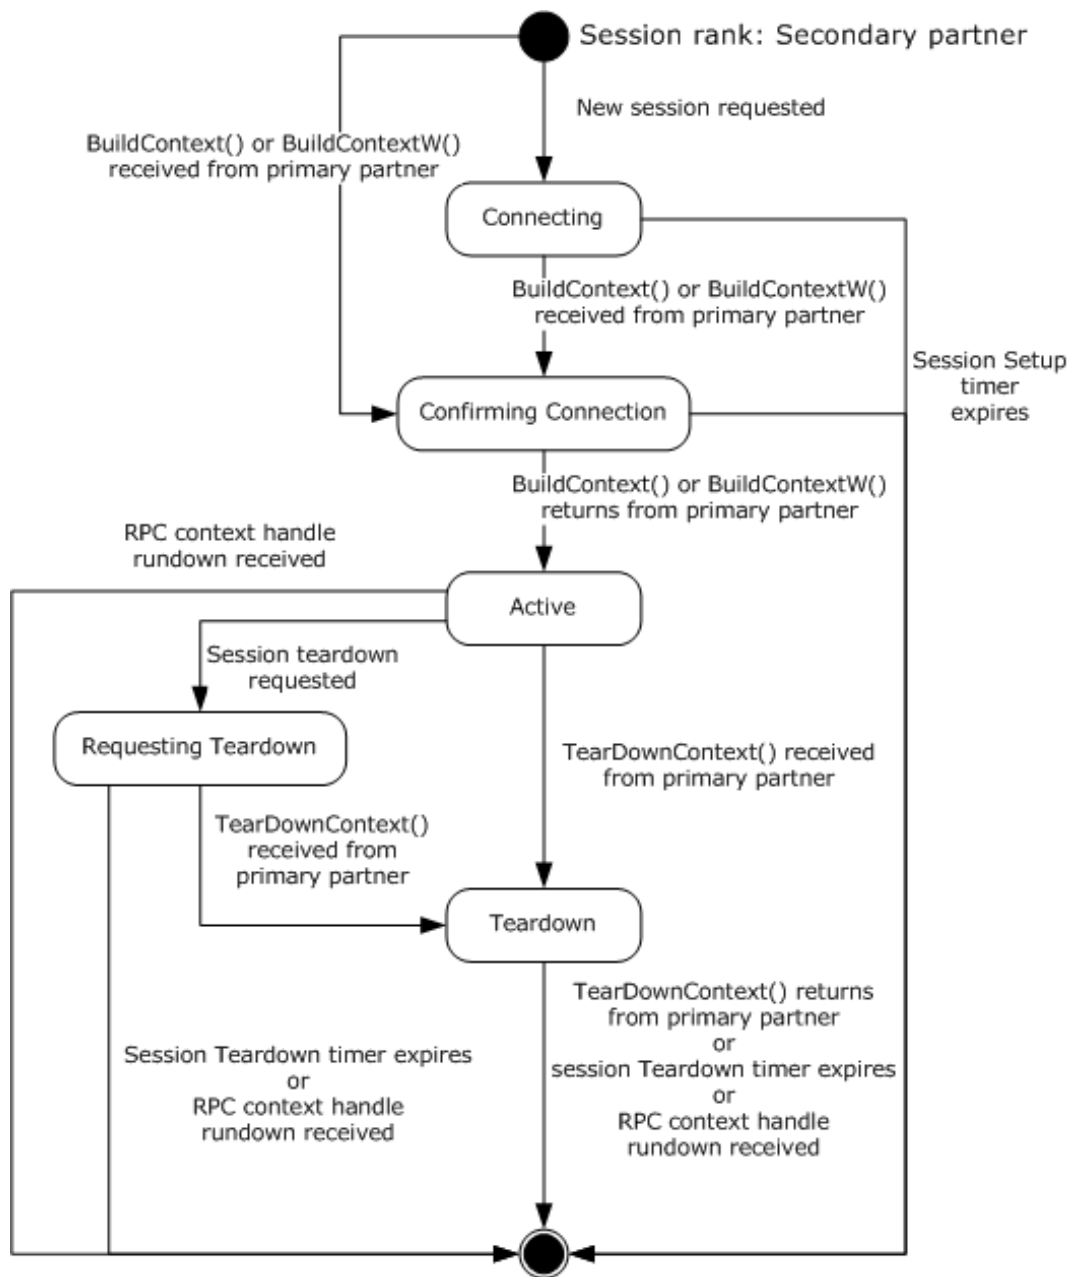 Session rank: Secondary partner
New session requested
BuildContext() or BuildContextW()
received from primary partner
Connecting
BuildContext() or BuildContextW()
received from primary partner
Session Setup
timer
expires
Confirming Connection
BuildContext() or BuildContextW()
returns from primary partner
RPC context handle
rundown received
Active
Session teardown
requested
Requesting Teardown
TearDownContext() received
from primary partner
TearDownContext()
received from
primary partner
Teardown
TearDownContext() returns
from primary partner
or
session Teardown timer expires
or
RPC context handle
rundown received
Session Teardown timer expires
or
RPC context handle
rundown received